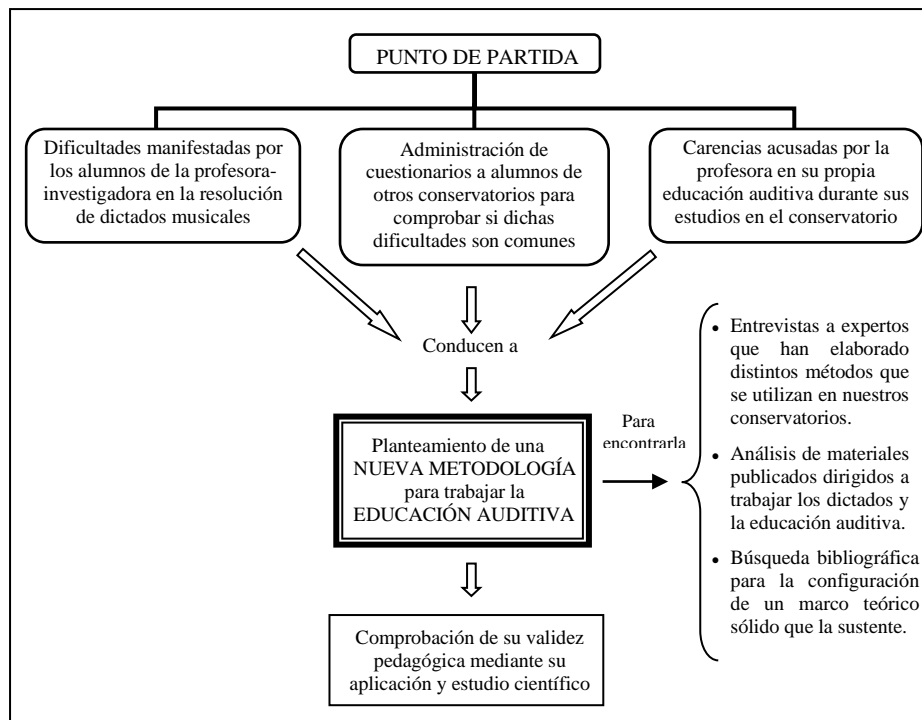 PUNTO DE PARTIDA
Dificultades manifestadas por
los alumnos de la profesora-
investigadora en la resolución
de dictados musicales
Administración de
cuestionarios a alumnos de
otros conservatorios para
comprobar si dichas
dificultades son comunes
Carencias acusadas por la
profesora en su propia
educación auditiva durante sus
estudios en el conservatorio
Conducen a
Planteamiento de una
NUEVA METODOLOGÍA
para trabajar la
EDUCACIÓN AUDITIVA
Para
encontrarla
• Entrevistas a expertos
que han elaborado
distintos métodos que
se utilizan en nuestros
conservatorios.
• Análisis de materiales
publicados dirigidos a
trabajar los dictados y
la educación auditiva.
• Búsqueda bibliográfica
para la configuración
de un marco teórico
sólido que la sustente.
Comprobación de su validez
pedagógica mediante su
aplicación y estudio científico